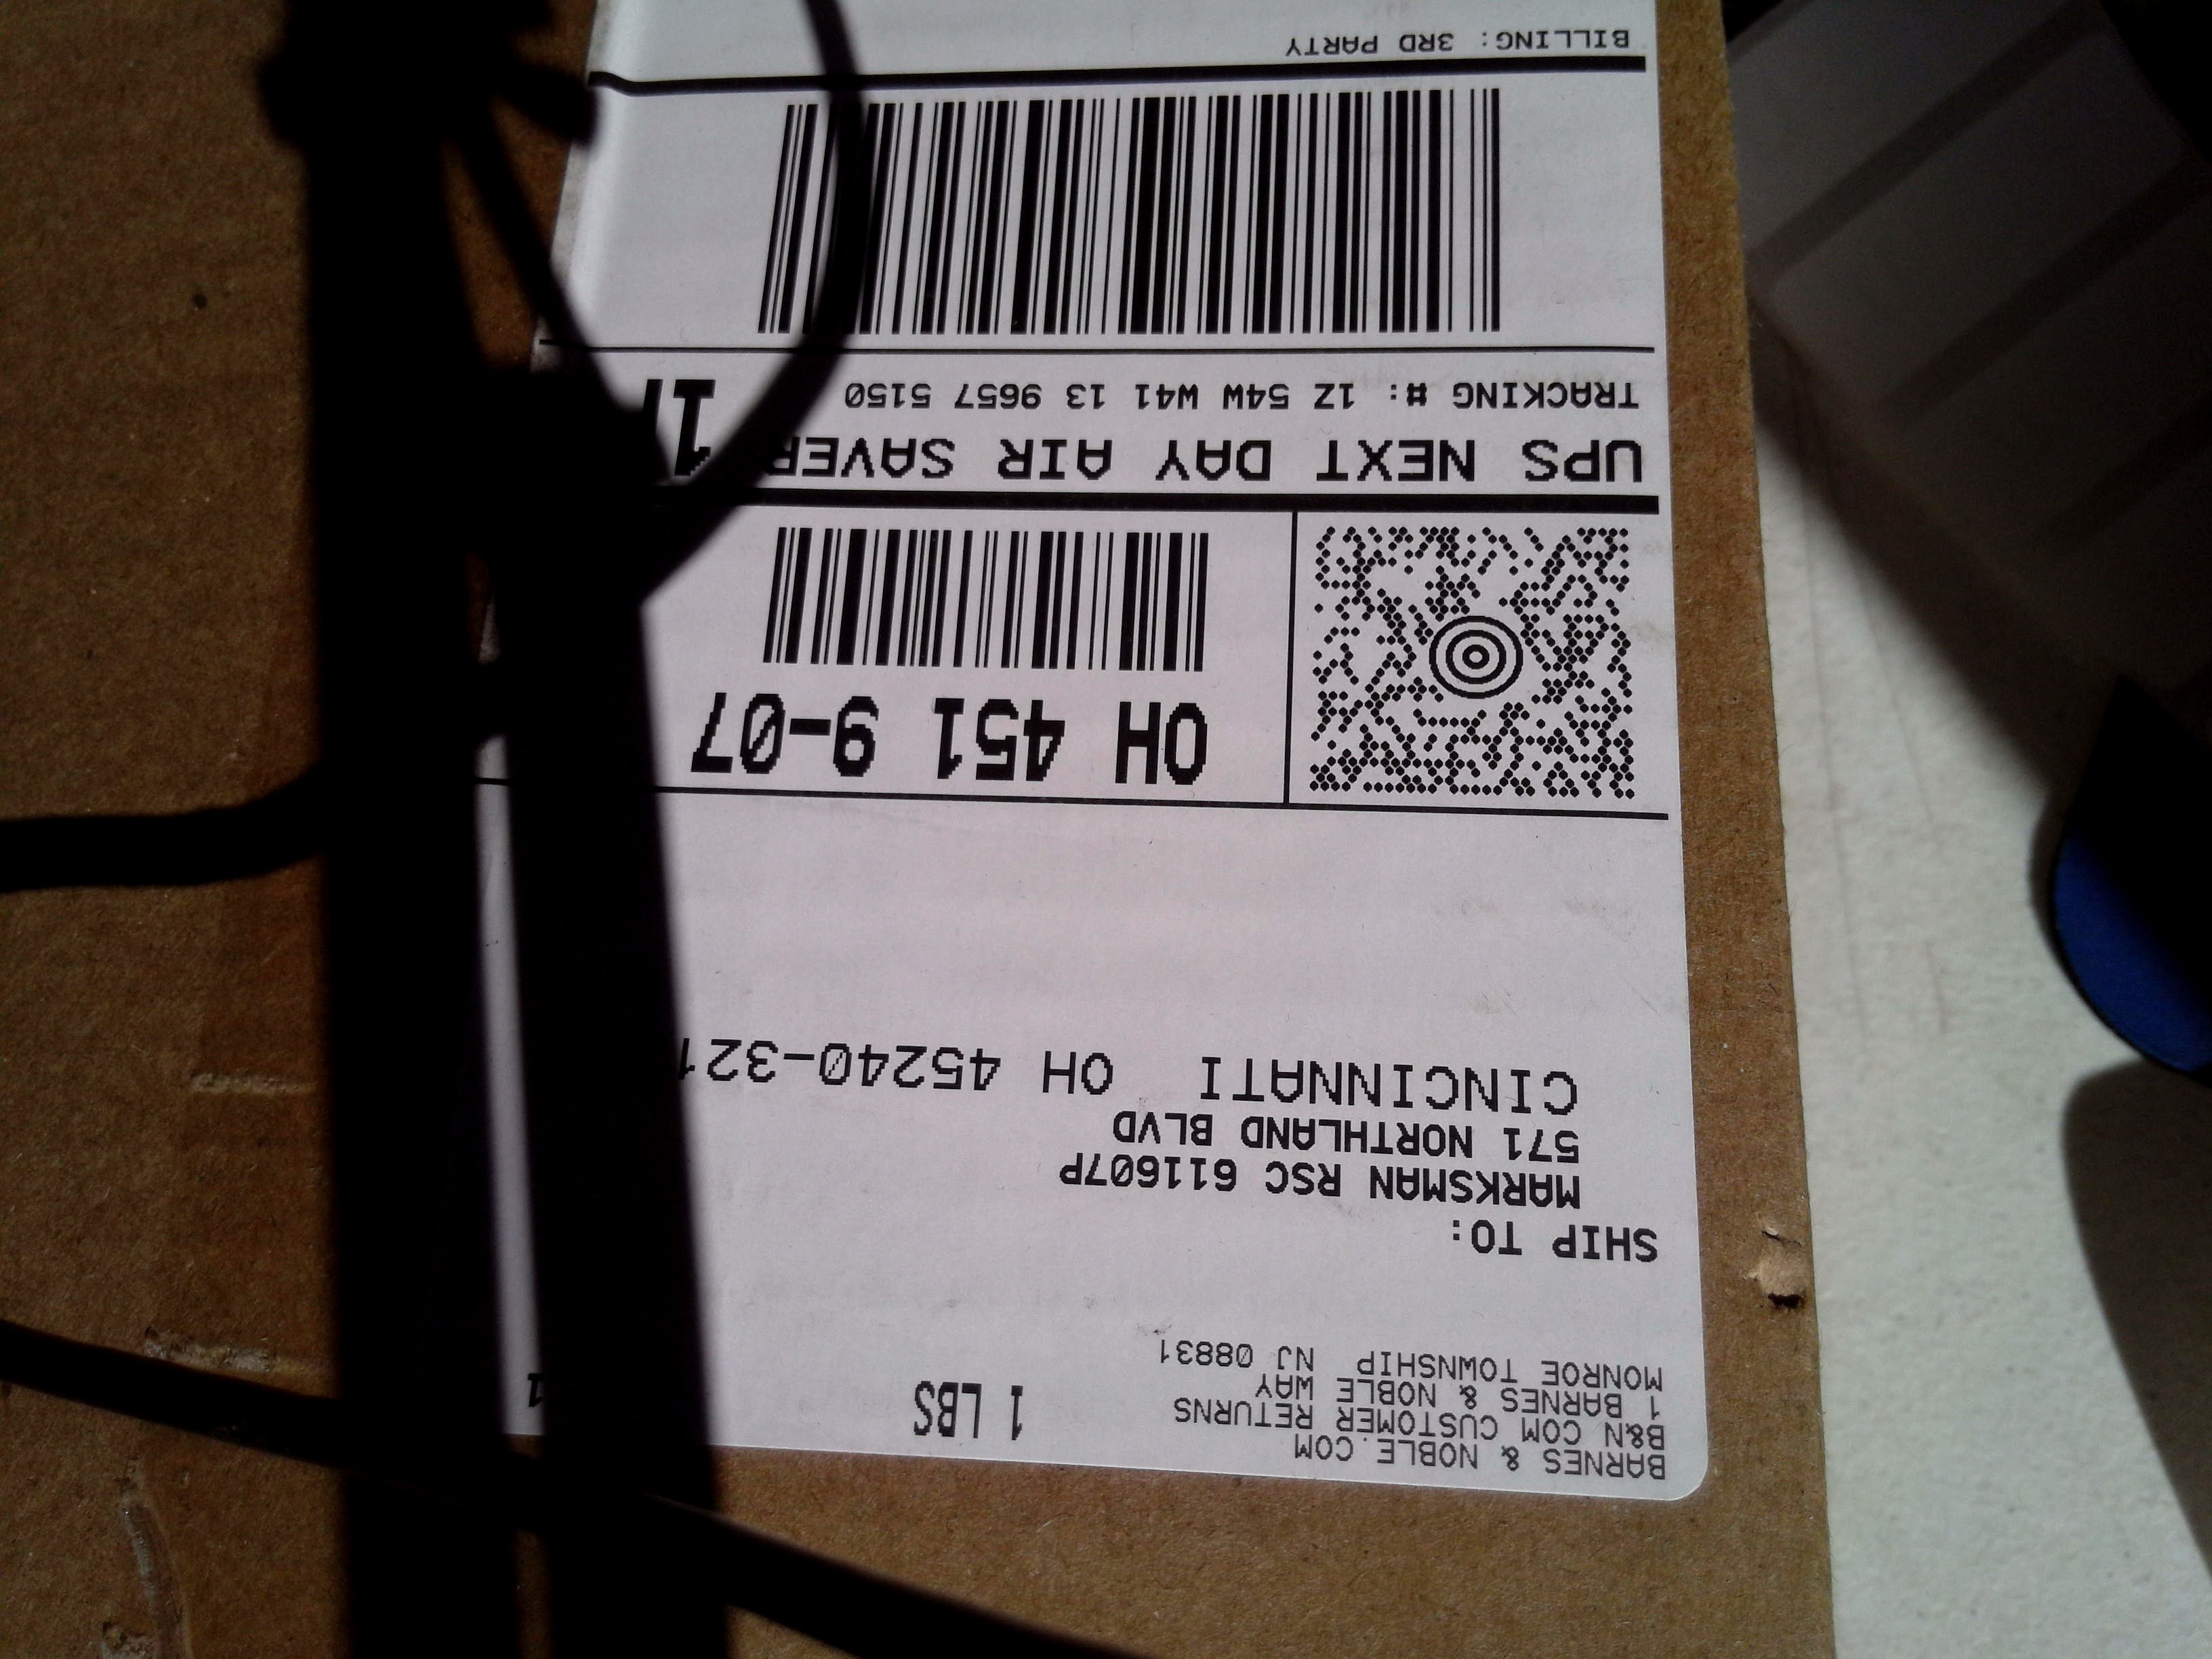 BARNES & NOBLE.COM
B&N COM CUSTOMER RETURNS
1 BARNES & NOBLE WAY
MONROE TOWNSHIP NJ 08831
1 LBS
1
SHIP TO:
MARKSMAN RSC 611607P
571 NORTHLAND BLVD
CINCINNATI OH 45240-321
OH 451 9-07
UPS NEXT DAY AIR SAVER
TRACKING #: 1Z 54W W41 13 9657 5150
BILLING: 3RD PARTY